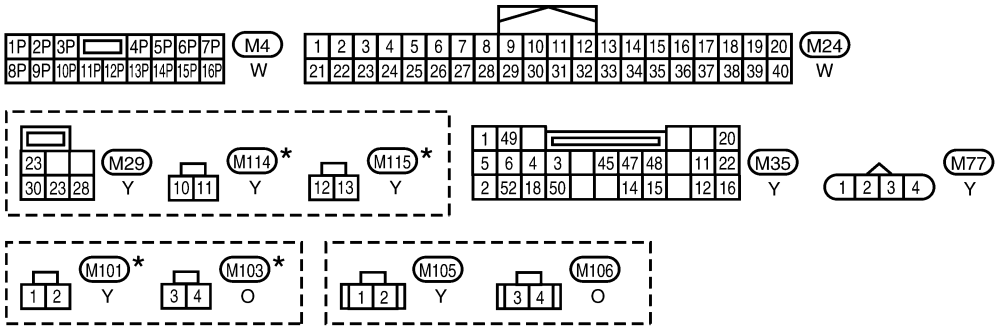 1P 2P 3P 4P 5P 6P 7P M4
8P 9P 10P 11P 12P 13P 14P 15P 16P W
1 2 3 4 5 6 7 8 9 10 11 12 13 14 15 16 17 18 19 20 M24
21 22 23 24 25 26 27 28 29 30 31 32 33 34 35 36 37 38 39 40 W
23 M29
30 23 28 Y
M114 *
10 11 Y
M115 *
12 13 Y
1 49 20
5 6 4 3 45 47 48 11 22 M35
2 52 18 50 14 15 12 16 Y
M77
1 2 3 4 Y
M101 *
1 2 Y
M103 *
3 4 O
M105
1 2 Y
M106
3 4 O